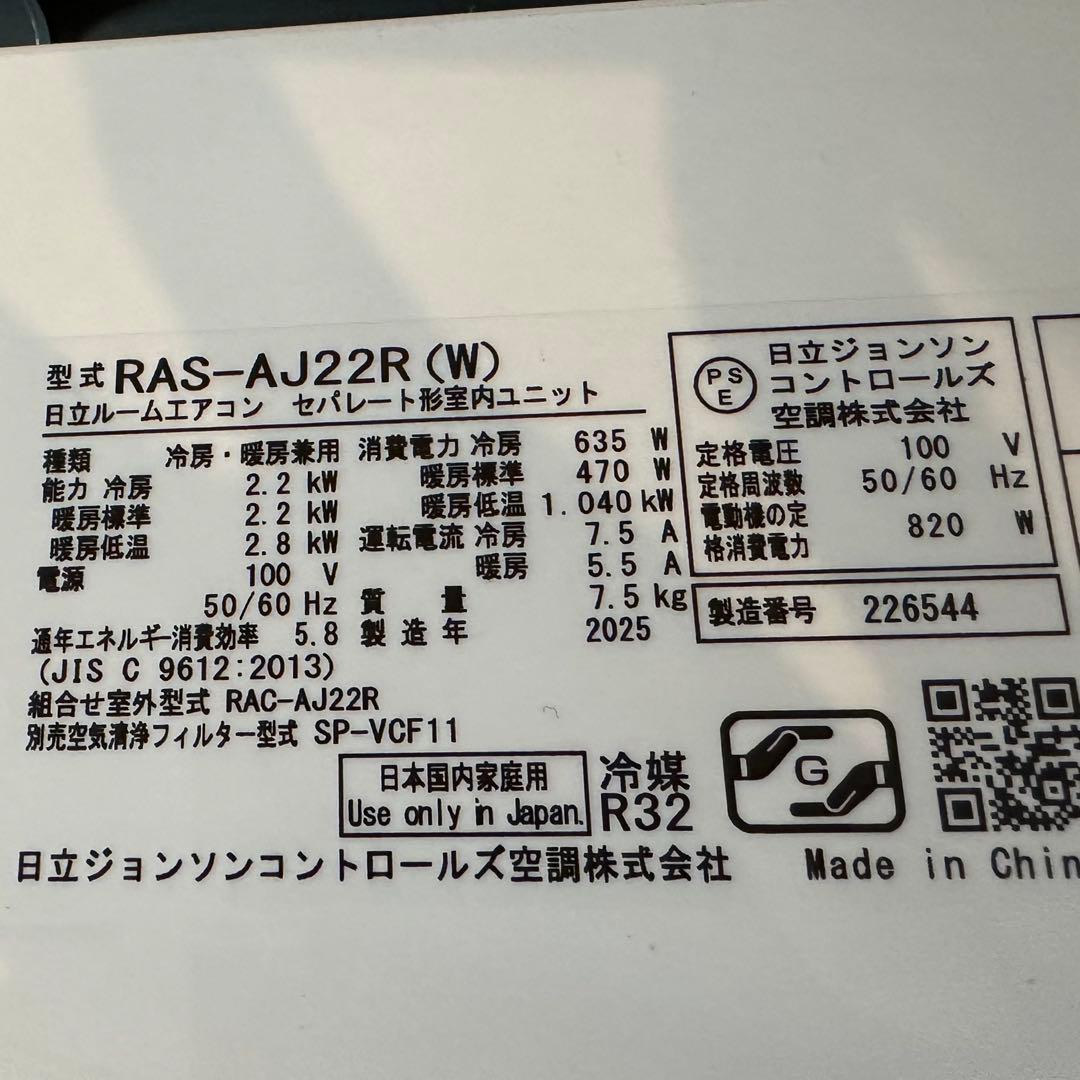 型式 RAS-AJ22R(W)
日立ルームエアコン セパレート形室内ユニット
種類 冷房・暖房兼用
能力 冷房 2.2 kW
暖房標準 2.2 kW
暖房低温 2.8 kW
電源 100 V
50/60 Hz
通年エネルギー消費効率 5.8
(JIS C 9612:2013)
組合せ室外型式 RAC-AJ22R
別売空気清浄フィルター型式 SP-VCF11
消費電力 冷房 635 W
暖房標準 470 W
暖房低温 1.040 kW
運転電流 冷房 7.5 A
暖房 5.5 A
質量 7.5 kg
製造年 2025
PSE
日立ジョンソン
コントロールズ
空調株式会社
定格電圧 100 V
定格周波数 50/60 Hz
電動機の定
格消費電力 820 W
製造番号 226544
日本国内家庭用
Use only in Japan.
冷媒
R32
G
日立ジョンソンコントロールズ空調株式会社 Made in Chin